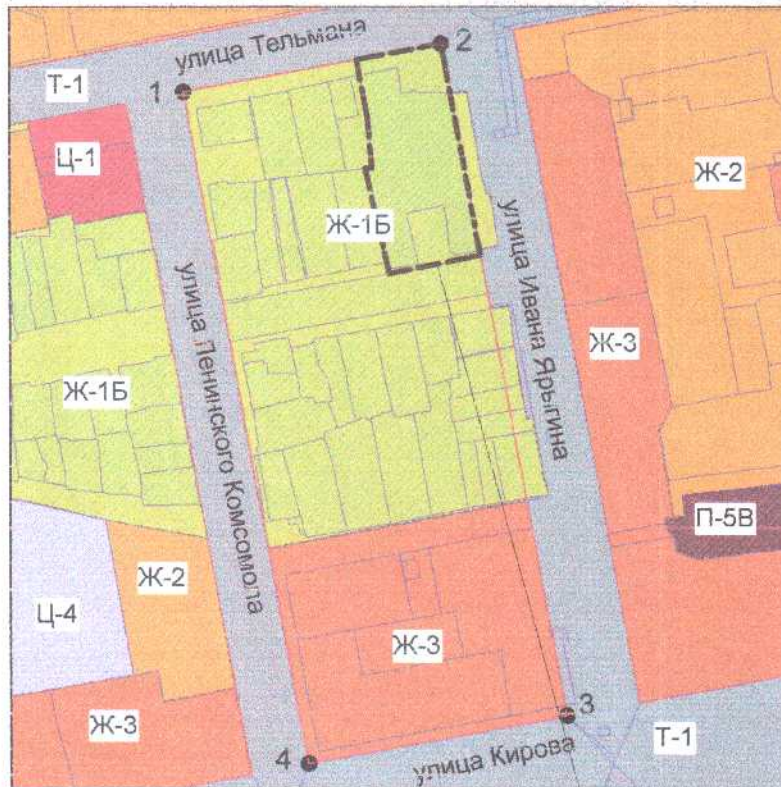 улица Тельмана
2
Т-1
1
Ц-1
Ж-2
Ж-1Б
улица Ивана Ярыгина
улица Ленинского Комсомола
Ж-3
Ж-1Б
П-5В
Ж-2
Ц-4
Ж-3
Ж-3
3
Т-1
4
улица Кирова